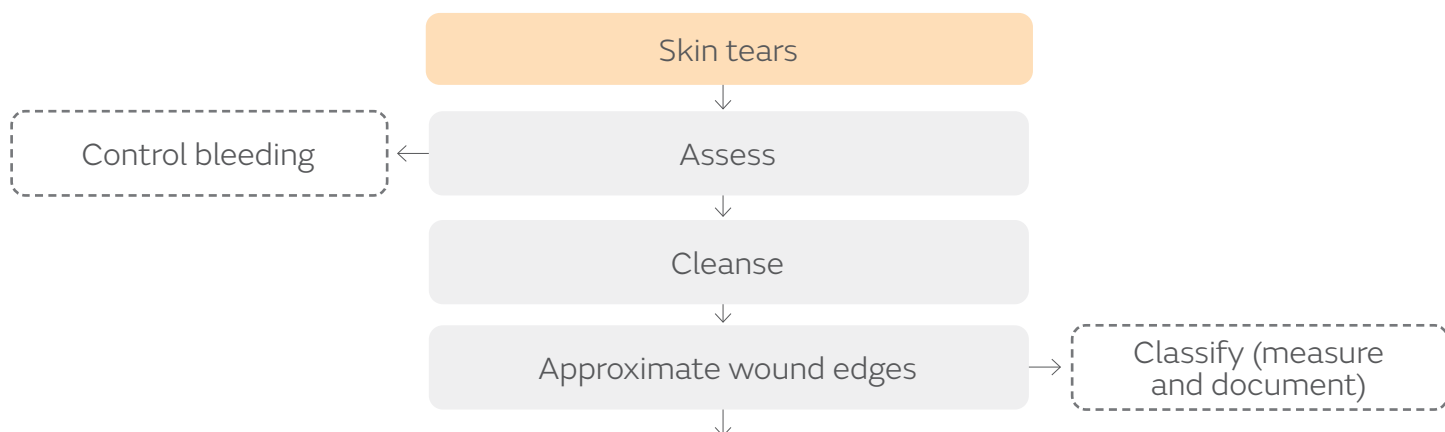 Skin tears
Control bleeding
Assess
Cleanse
Approximate wound edges
Classify (measure
and document)